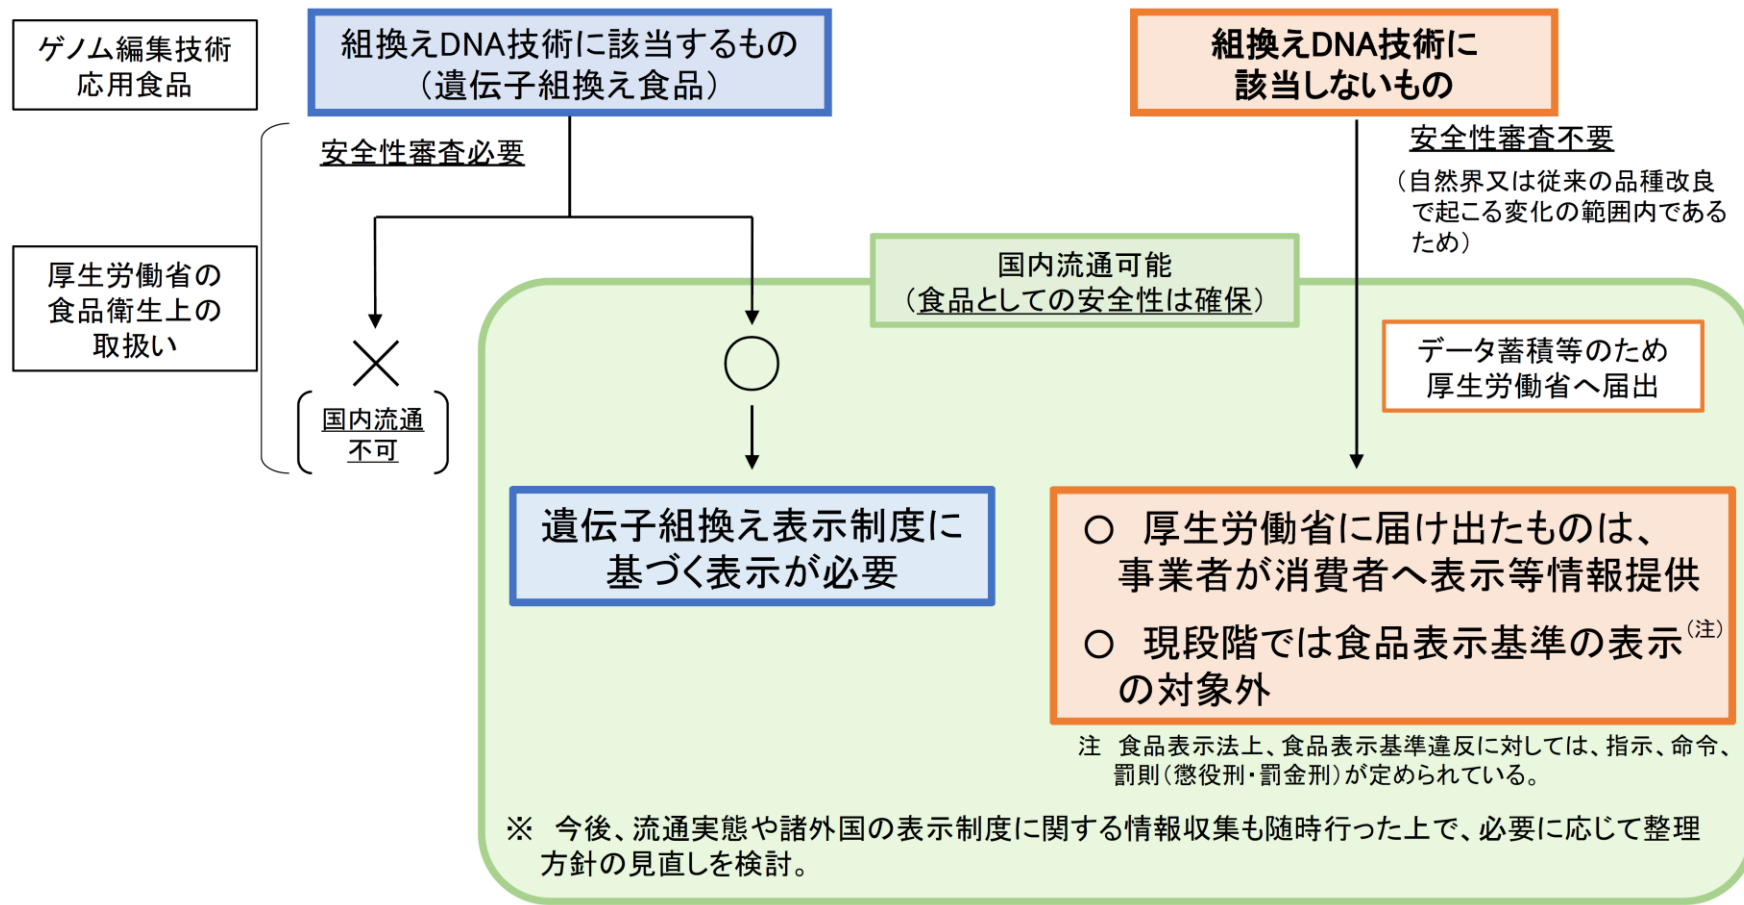 ゲノム編集技術
応用食品
組換えDNA技術に該当するもの
（遺伝子組換え食品）
組換えDNA技術に
該当しないもの
安全性審査必要
安全性審査不要
（自然界又は従来の品種改良
で起こる変化の範囲内である
ため）
厚生労働省の
食品衛生上の
取扱い
国内流通可能
（食品としての安全性は確保）
データ蓄積等のため
厚生労働省へ届出
国内流通
不可
遺伝子組換え表示制度に
基づく表示が必要
○ 厚生労働省に届け出たものは、
事業者が消費者へ表示等情報提供
○ 現段階では食品表示基準の表示（注）
の対象外
注 食品表示法上、食品表示基準違反に対しては、指示、命令、
罰則（懲役刑・罰金刑）が定められている。
※ 今後、流通実態や諸外国の表示制度に関する情報収集も随時行った上で、必要に応じて整理
方針の見直しを検討。